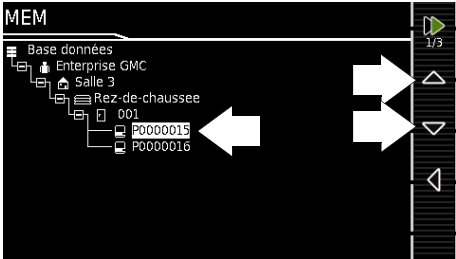 MEM
1/3
Base données
Enterprise GMC
Salle 3
Rez-de-chaussee
001
P0000015
P0000016